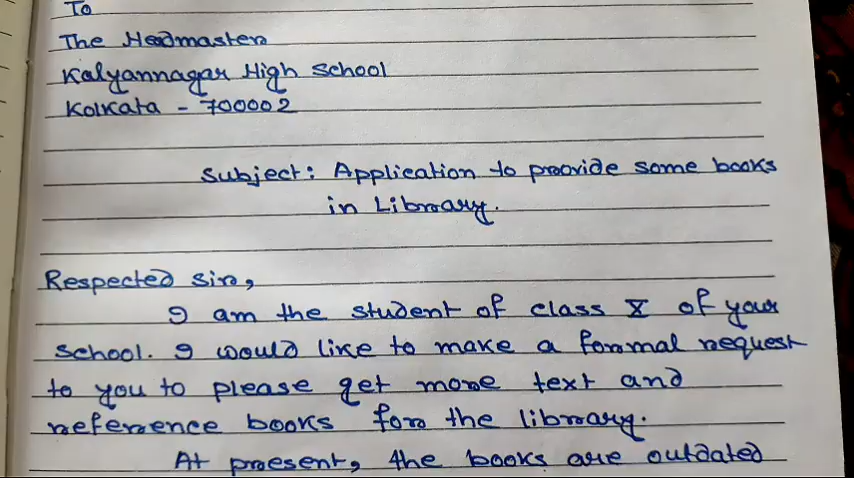 To
The Headmaster
Kalyannagar High School
Kolkata - 700002
Subject: Application to provide some books
in Library.
Respected Sir,
I am the student of class X of your
school. I would like to make a formal request
to you to please get more text and
reference books for the library.
At present, the books are outdated